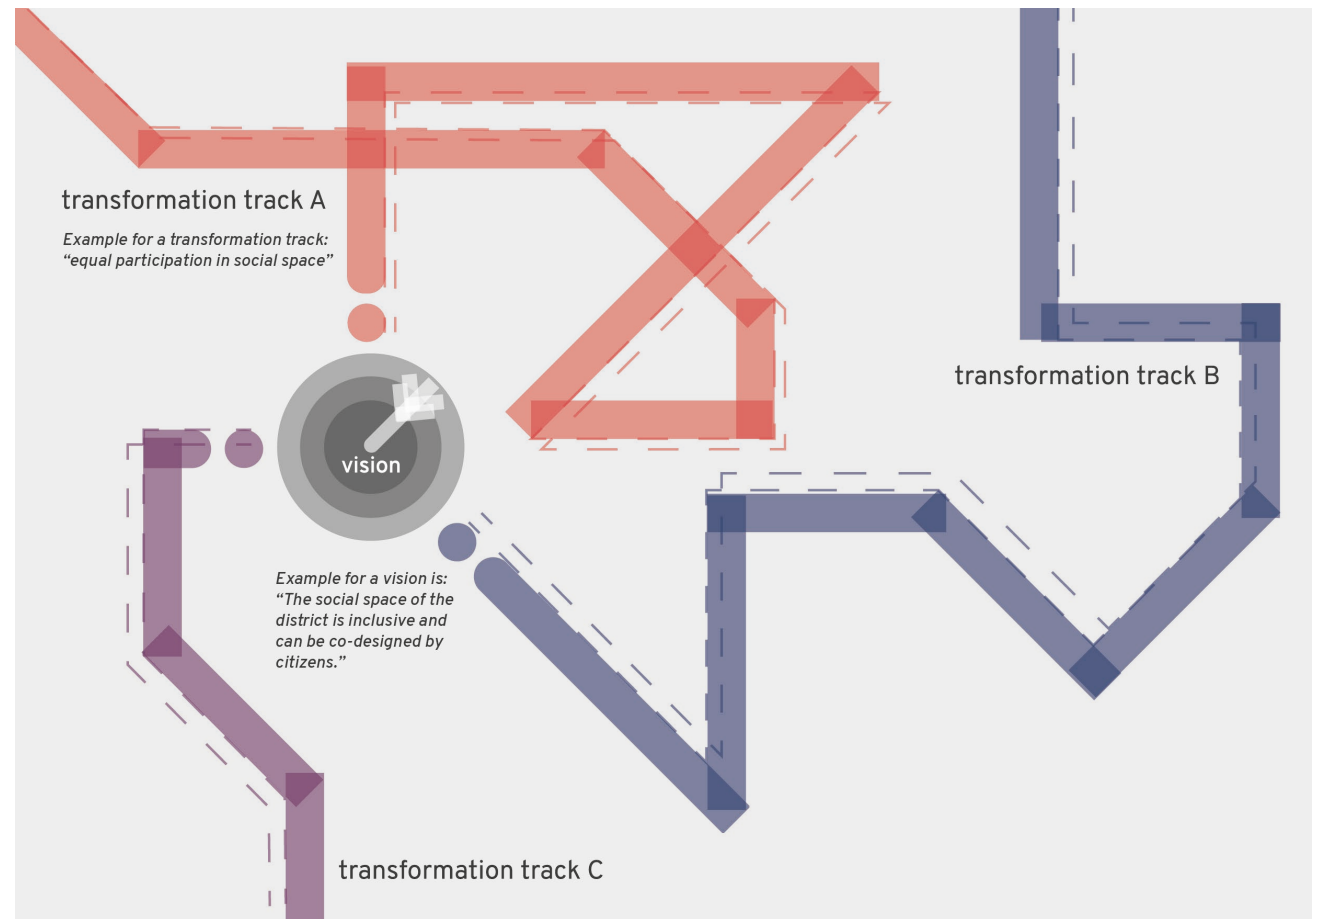 transformation track A
Example for a transformation track:
“equal participation in social space”
transformation track B
vision
Example for a vision is:
“The social space of the
district is inclusive and
can be co-designed by
citizens.”
transformation track C